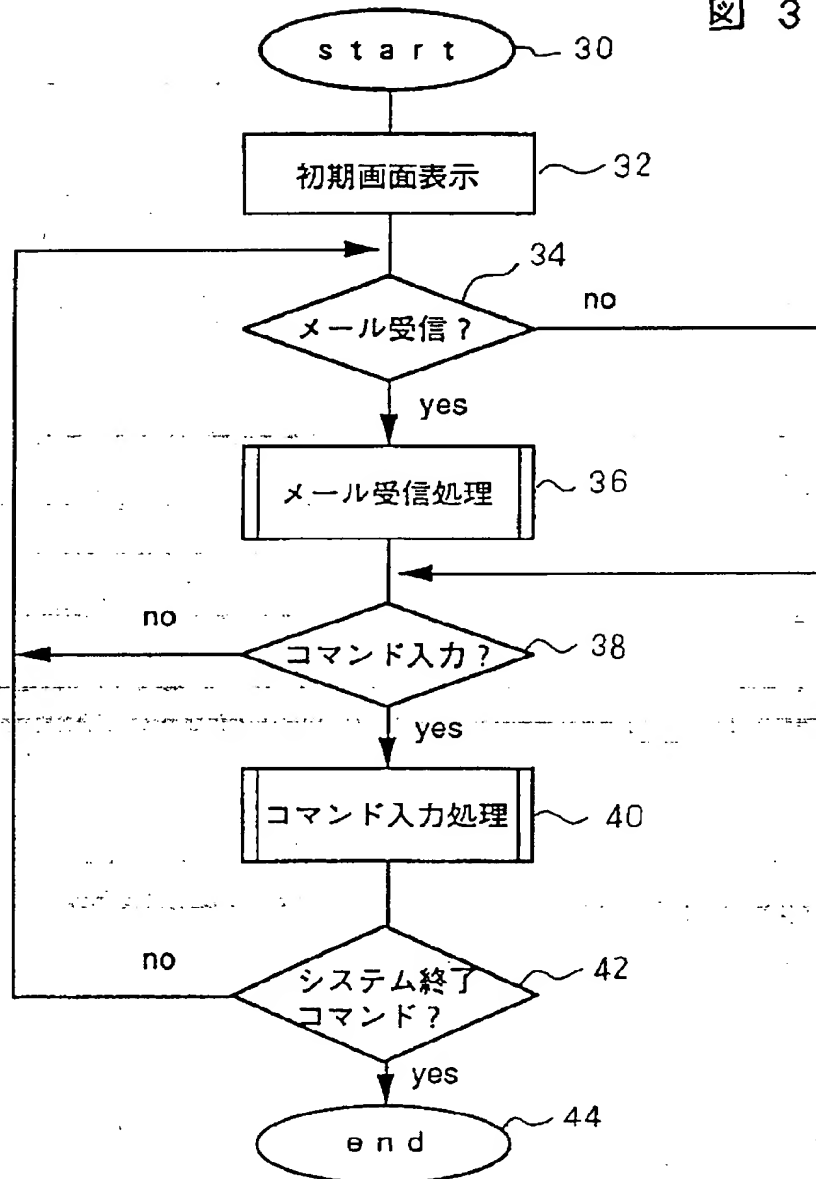 図 3
start 30
初期画面表示 32
34
メール受信? no
yes
メール受信処理 36
no コマンド入力? 38
yes
コマンド入力処理 40
no システム終了 42
コマンド?
yes
end 44